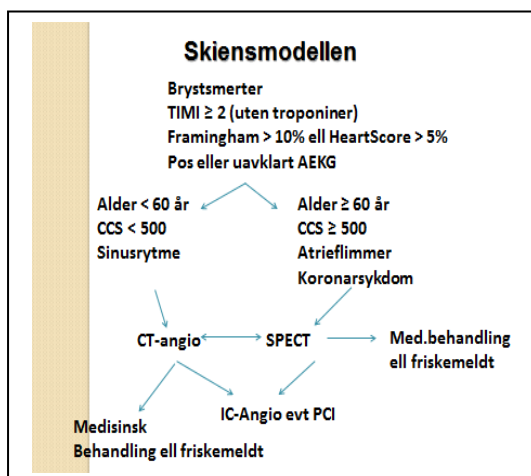 Skiensmodellen
Brystsmerter
TIMI ≥ 2 (uten troponiner)
Framingham > 10% ell HeartScore > 5%
Pos eller uavklart AEKG
Alder < 60 år
CCS < 500
Sinusrytme
Alder ≥ 60 år
CCS ≥ 500
Atrieflimmer
Koronarsykdom
CT-angio
SPECT
Med.behandling
ell friskemeldt
IC-Angio evt PCI
Medisinsk
Behandling ell friskemeldt